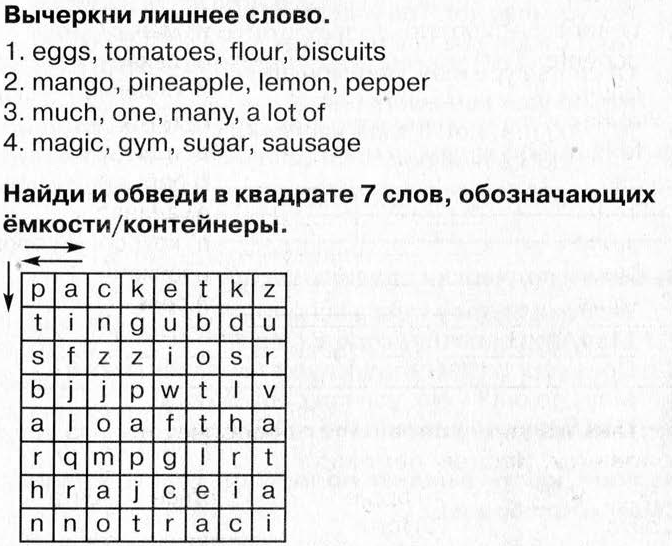 Вычеркни лишнее слово.
1. eggs, tomatoes, flour, biscuits
2. mango, pineapple, lemon, pepper
3. much, one, many, a lot of
4. magic, gym, sugar, sausage
Найди и обведи в квадрате 7 слов, обозначающих
ёмкости/контейнеры.
p a c k e t k z
t i n g u b d u
s f z z i o s r
b j j p w t i v
a l o a f t h a
r q m p g l r t
h r a j c e i a
n n o t r a c i